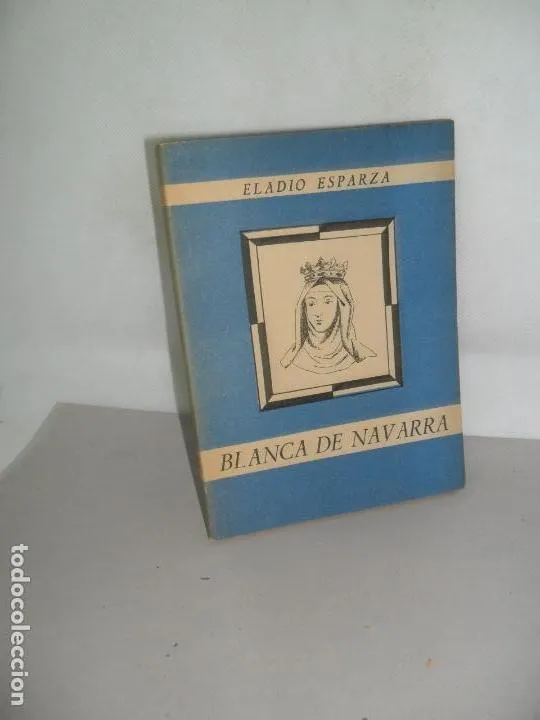 ELADIO ESPARZA
BLANCA DE NAVARRA
todocoleccion